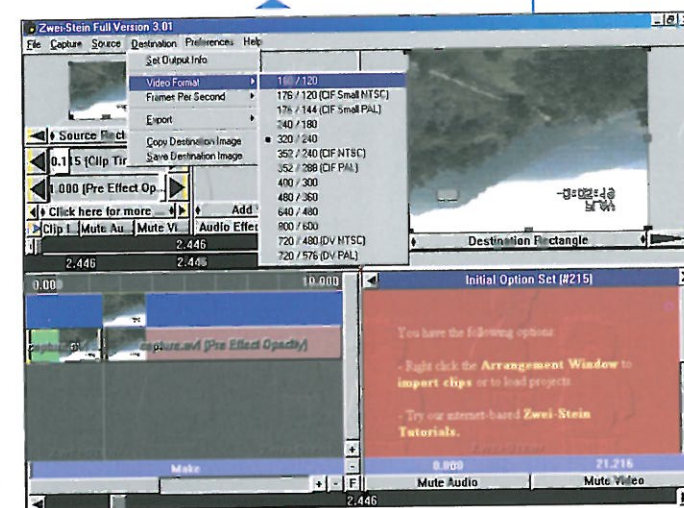 Zwei-Stein Full Version 3.01
File Capture Source Destination Preferences Help
Set Output Info
Video Format
Frames Per Second
Export
Copy Destination Image
Save Destination Image
160 / 120
176 / 120 (CIF Small NTSC)
176 / 144 (CIF Small PAL)
240 / 180
320 / 240
352 / 240 (CIF NTSC)
352 / 288 (CIF PAL)
400 / 300
480 / 360
640 / 480
800 / 600
720 / 480 (DV NTSC)
720 / 576 (DV PAL)
Source Rect
0.115 (Clip Tir
1.000 (Pre Effect Op...
Click here for more ...
Add
Clip I Mute Au... Mute Vi Audio Effec
Destination Rectangle
2.446
2.446 2.446
0.00 10.000
capture.avi (Pre Effect Opacity)
Make
+ - F
2.446
Initial Option Set [#215]
You have the following options
- Right click the Arrangement Window to
import clips or to load projects
- Try our internet-based Zwei-Stein
Tutorials.
0.000 21.216
Mute Audio Mute Video